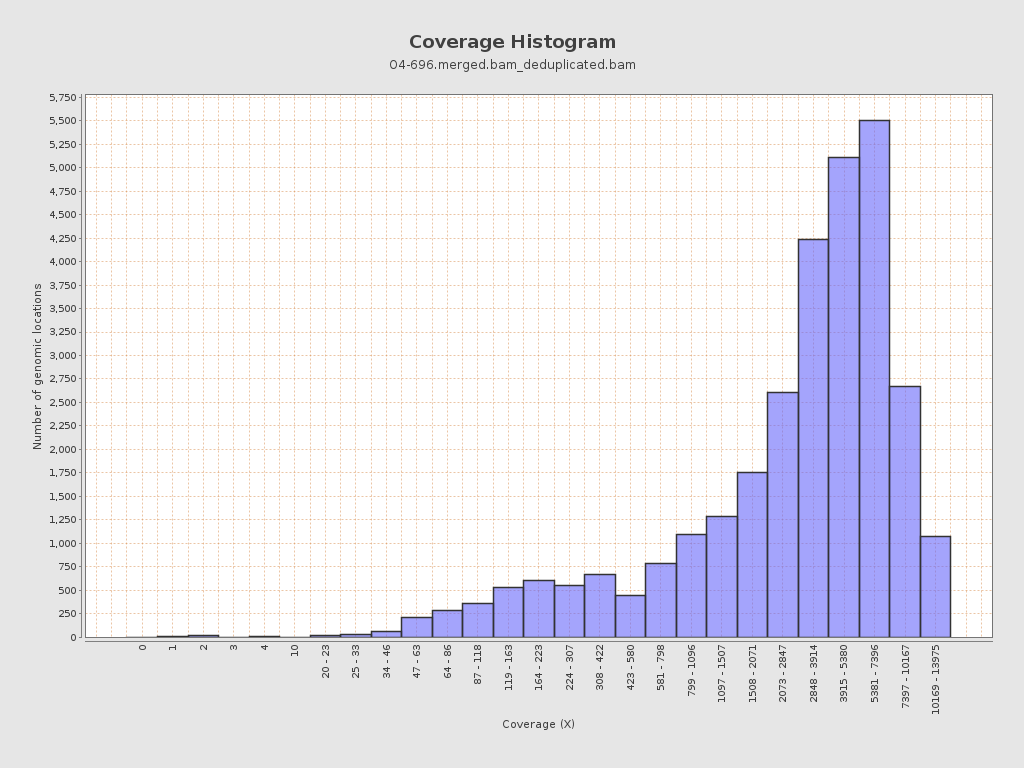 Coverage Histogram
04-696.merged.bam_deduplicated.bam
Number of genomic locations
5,750
5,500
5,250
5,000
4,750
4,500
4,250
4,000
3,750
3,500
3,250
3,000
2,750
2,500
2,250
2,000
1,750
1,500
1,250
1,000
750
500
250
0
0
1
2
3
4
10
20 - 23
25 - 33
34 - 46
47 - 63
64 - 86
87 - 118
119 - 163
164 - 223
224 - 307
308 - 422
423 - 580
581 - 798
799 - 1096
1097 - 1507
1508 - 2071
2073 - 2847
2848 - 3914
3915 - 5380
5381 - 7396
7397 - 10167
10169 - 13975
Coverage (X)